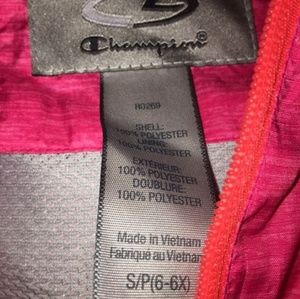 Champion®
R0269
SHELL:
100% POLYESTER
LINING:
100% POLYESTER
EXTÉRIEUR:
100% POLYESTER
DOUBLURE:
100% POLYESTER
Made in Vietnam
Fabriqué au Vietnam
S/P(6-6X)